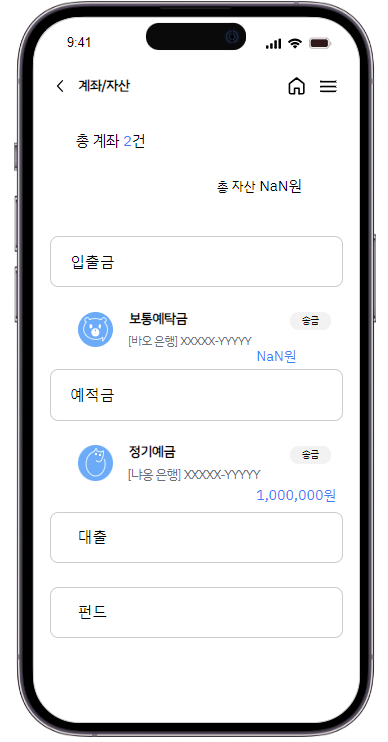 9:41
계좌/자산
총 계좌 2건
총 자산 NaN원
입출금
보통예탁금
송금
[바오 은행] XXXXX-YYYYY
NaN원
예적금
정기예금
송금
[냐옹 은행] XXXXX-YYYYY
1,000,000원
대출
펀드